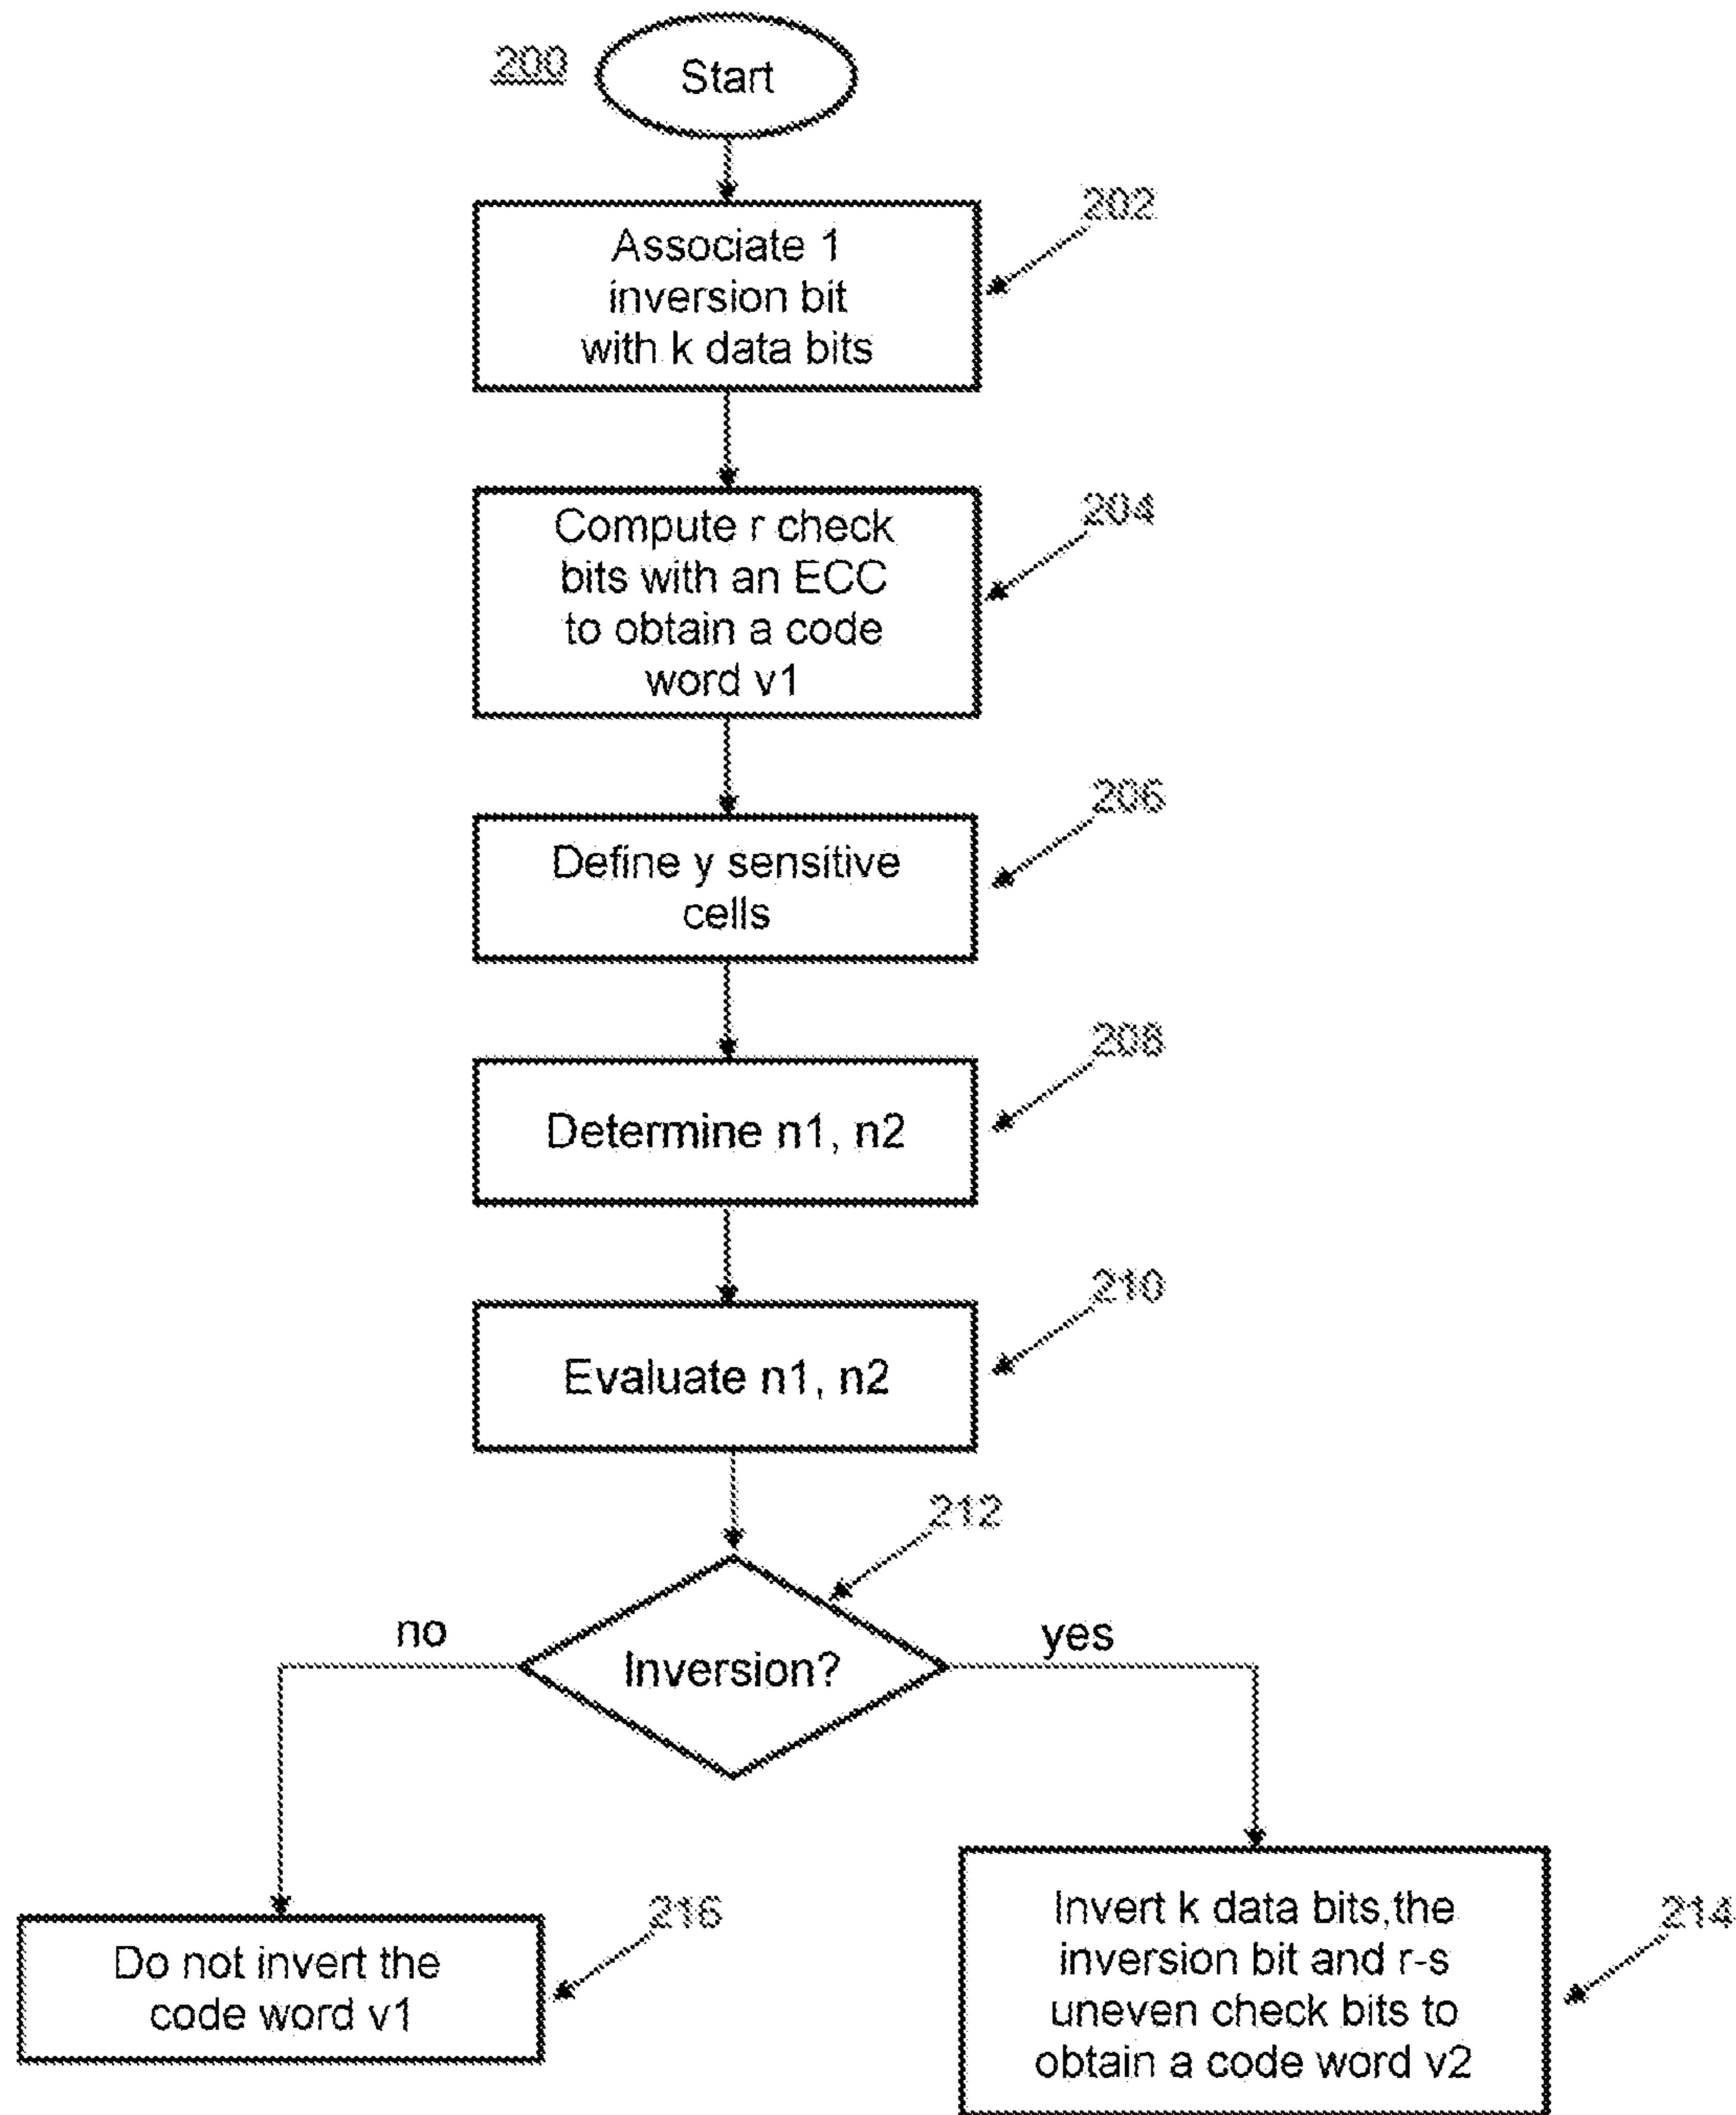 200
Start
202
Associate 1
inversion bit
with k data bits
204
Compute r check
bits with an ECC
to obtain a code
word v1
206
Define y sensitive
cells
208
Determine n1, n2
210
Evaluate n1, n2
212
no
Inversion?
yes
216
Do not invert the
code word v1
214
Invert k data bits,the
inversion bit and r-s
uneven check bits to
obtain a code word v2